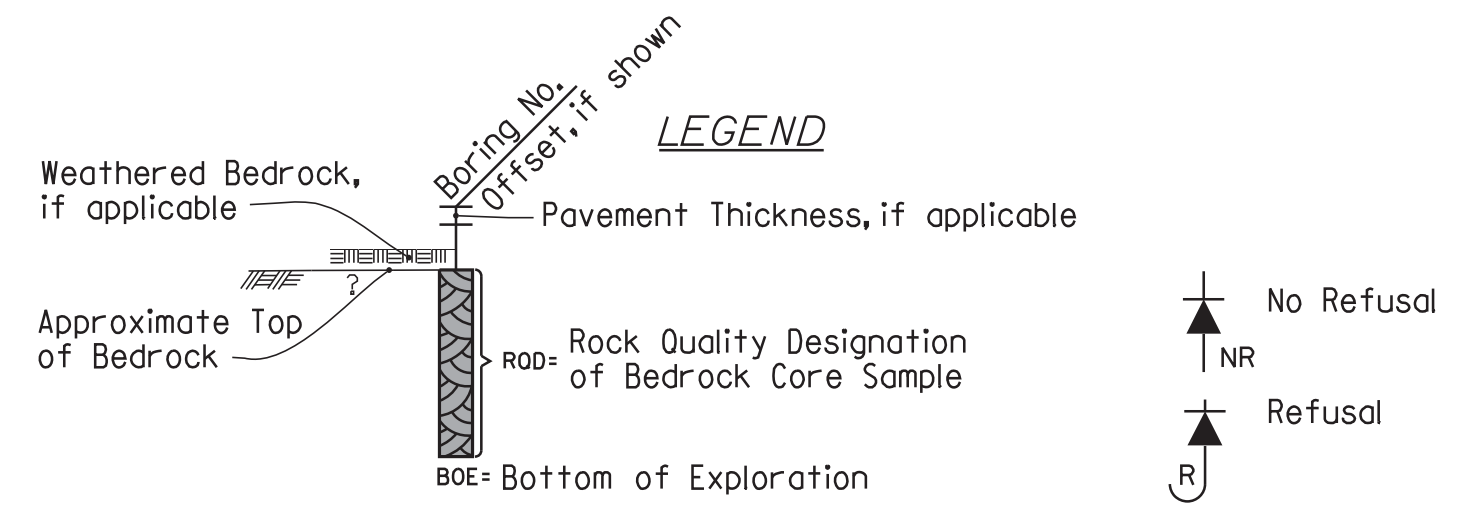 Boring No.
Offset, if shown
LEGEND
Weathered Bedrock,
if applicable
Pavement Thickness, if applicable
?
Approximate Top
of Bedrock
RQD= Rock Quality Designation
of Bedrock Core Sample
BOE= Bottom of Exploration
No Refusal
NR
Refusal
R